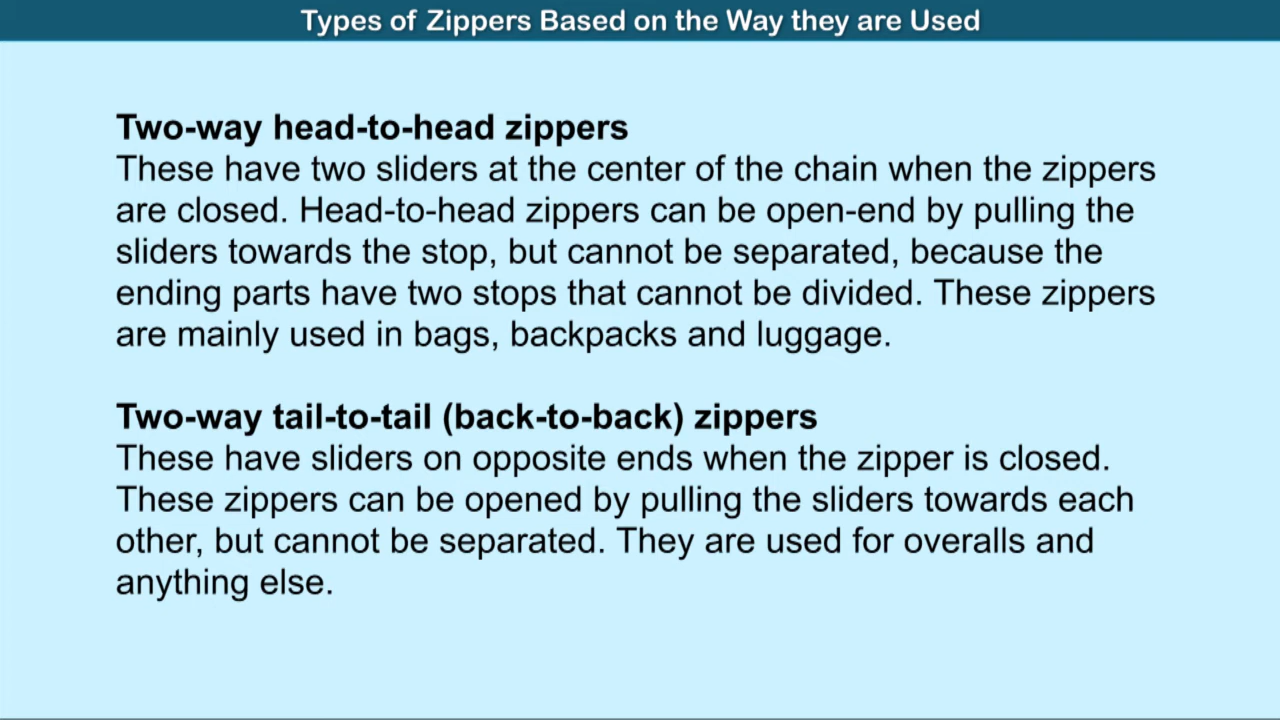 Types of Zippers Based on the Way they are Used
Two-way head-to-head zippers
These have two sliders at the center of the chain when the zippers
are closed. Head-to-head zippers can be open-end by pulling the
sliders towards the stop, but cannot be separated, because the
ending parts have two stops that cannot be divided. These zippers
are mainly used in bags, backpacks and luggage.
Two-way tail-to-tail (back-to-back) zippers
These have sliders on opposite ends when the zipper is closed.
These zippers can be opened by pulling the sliders towards each
other, but cannot be separated. They are used for overalls and
anything else.